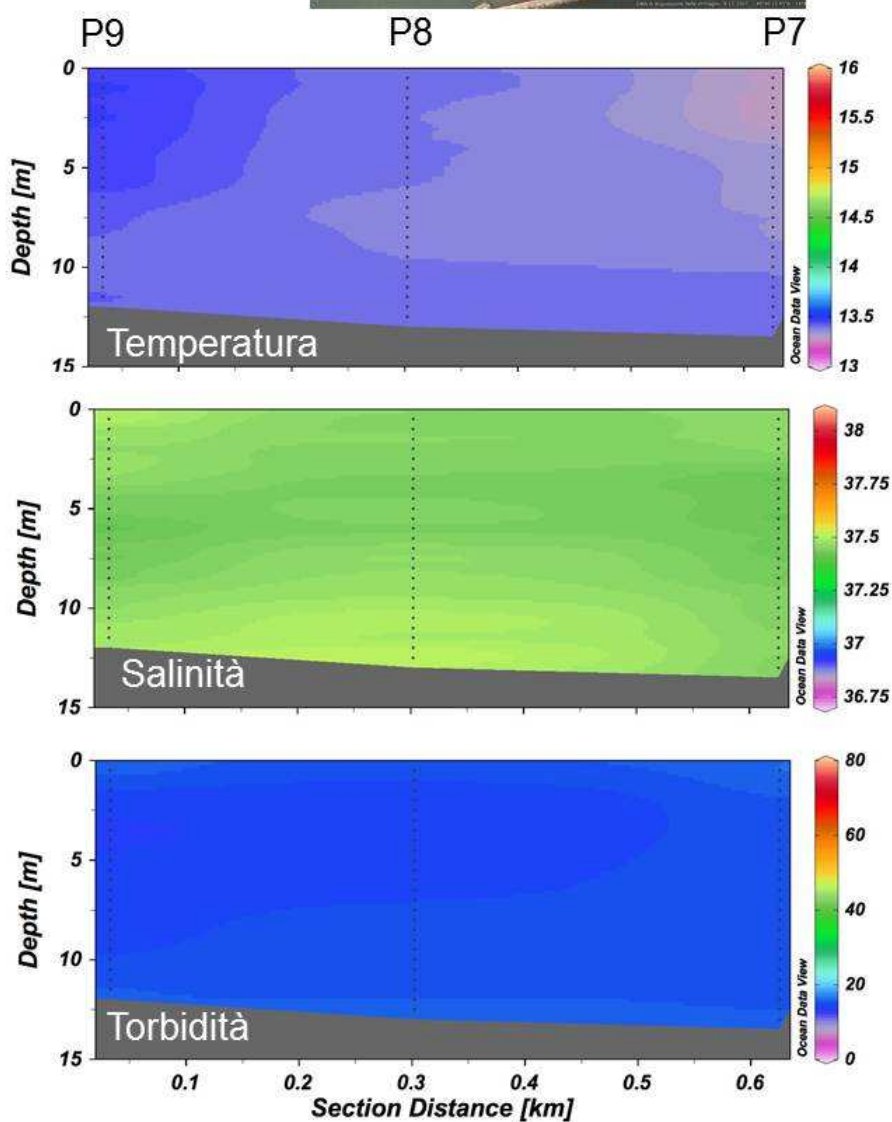 P9 P8 P7
0
5
10
15
Depth [m]
Temperatura
16
15.5
15
14.5
14
13.5
13
Ocean Data View
0
5
10
15
Depth [m]
Salinità
38
37.75
37.5
37.25
37
36.75
Ocean Data View
0
5
10
15
Depth [m]
Torbidità
80
60
40
20
0
Ocean Data View
0.1 0.2 0.3 0.4 0.5 0.6
Section Distance [km]